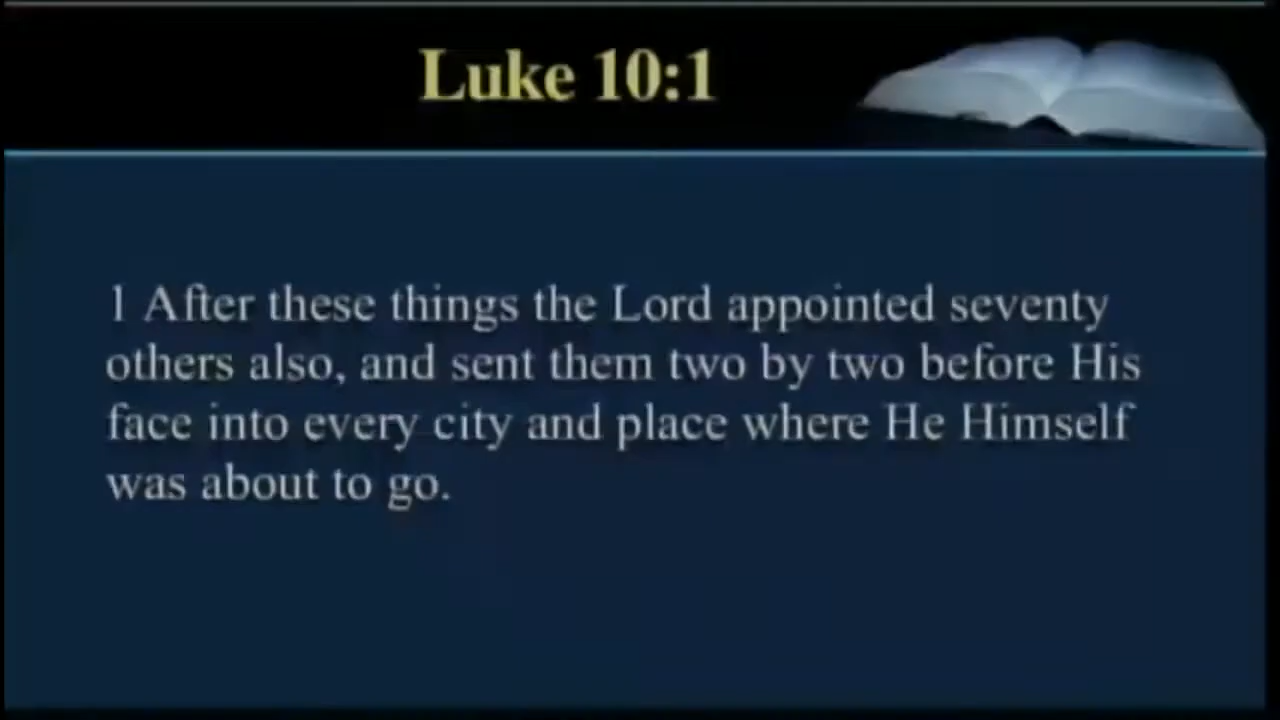 Luke 10:1
1 After these things the Lord appointed seventy
others also, and sent them two by two before His
face into every city and place where He Himself
was about to go.